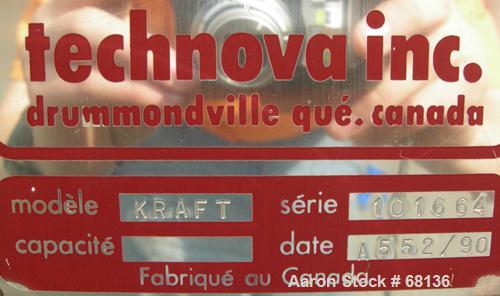 technova inc.
drummondville qué. canada
modèle KRAFT série 101664
capacité date A552/90
Fabriqué au Canada
Aaron Stock # 68136